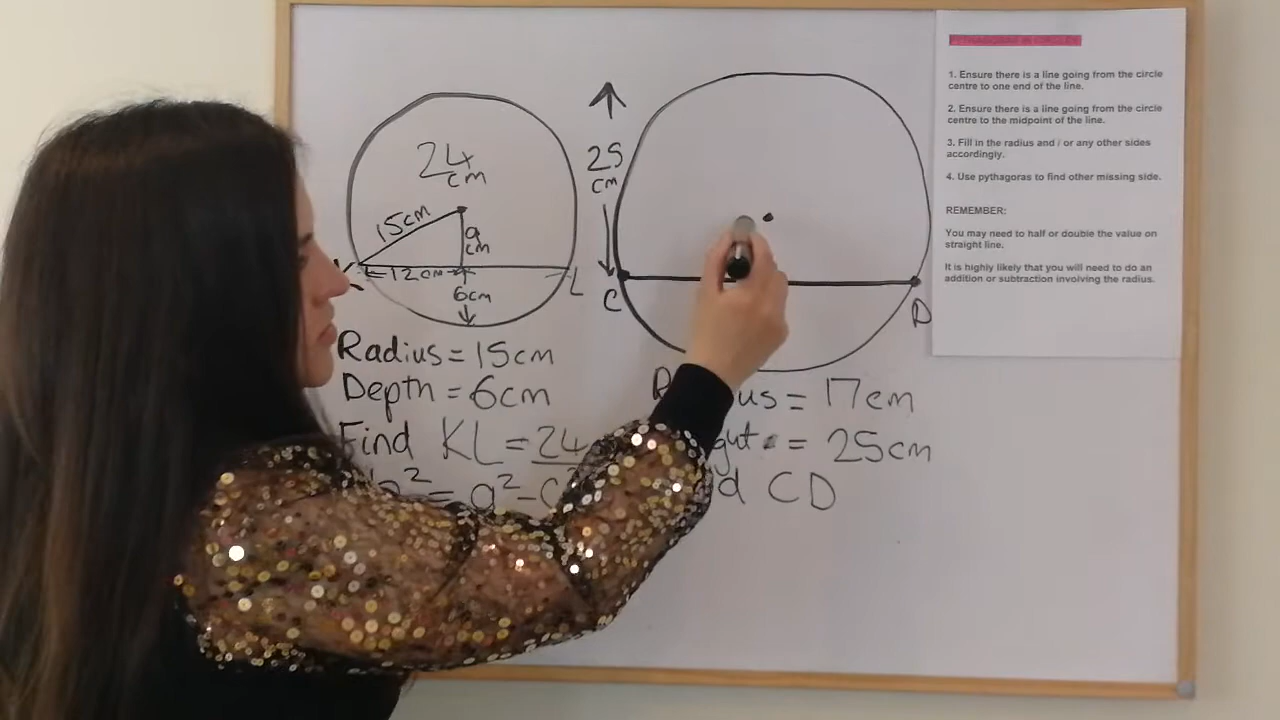 24
cm
15cm
9
cm
K
12cm
L
6cm
Radius = 15cm
Depth = 6cm
Find KL = 24
b² = a² - c²
25
cm
C
D
us = 17cm
= 25cm
CD
PYTHAGORAS IN CIRCLES
1. Ensure there is a line going from the circle
centre to one end of the line.
2. Ensure there is a line going from the circle
centre to the midpoint of the line.
3. Fill in the radius and / or any other sides
accordingly.
4. Use pythagoras to find other missing side.
REMEMBER:
You may need to half or double the value on
straight line.
It is highly likely that you will need to do an
addition or subtraction involving the radius.